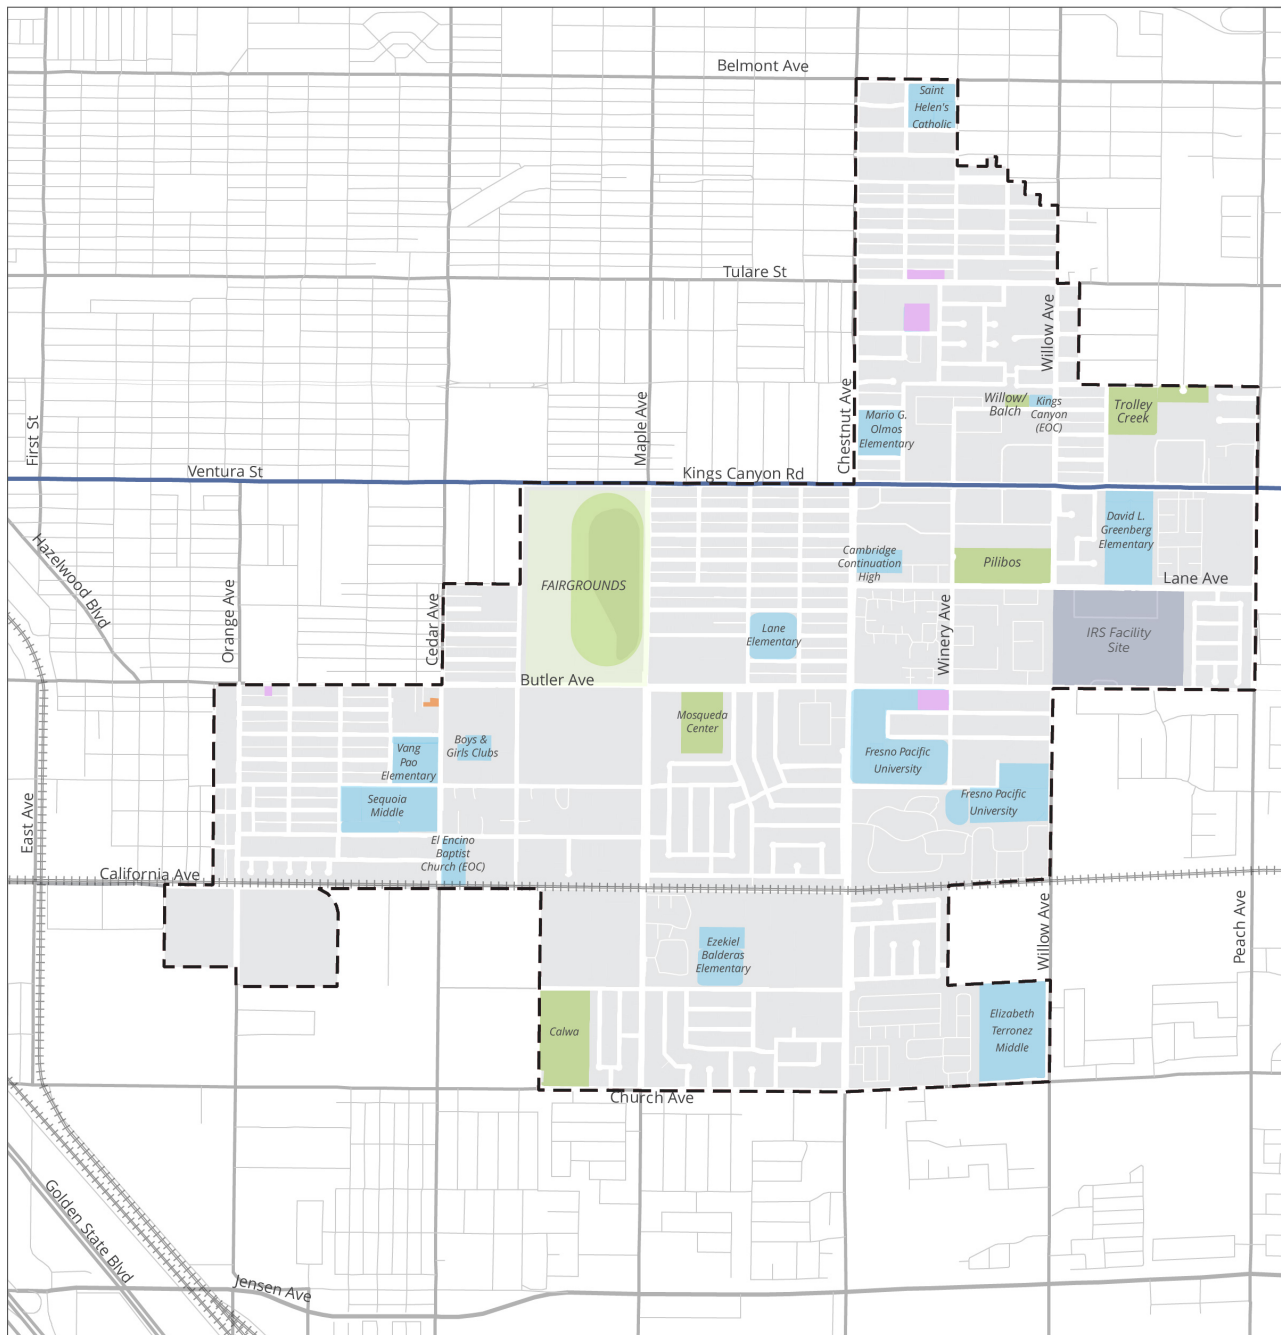 Belmont Ave
Saint
Helen's
Catholic
Tulare St
Willow Ave
First St
Maple Ave
Chestnut Ave
Mario G.
Olmos
Elementary
Willow/
Balch
Kings
Canyon
(EOC)
Trolley
Creek
Ventura St
Kings Canyon Rd
Hazelwood Blvd
Orange Ave
Cedar Ave
FAIRGROUNDS
Cambridge
Continuation
High
Pilibos
David L.
Greenberg
Elementary
Lane Ave
Lane
Elementary
Winery Ave
IRS Facility
Site
Butler Ave
Mosqueda
Center
Vang
Pao
Elementary
Boys &
Girls Clubs
Fresno Pacific
University
Fresno Pacific
University
Sequoia
Middle
East Ave
El Encino
Baptist
Church (EOC)
California Ave
Ezekiel
Balderas
Elementary
Willow Ave
Peach Ave
Calwa
Elizabeth
Terronez
Middle
Church Ave
Golden State Blvd
Jensen Ave